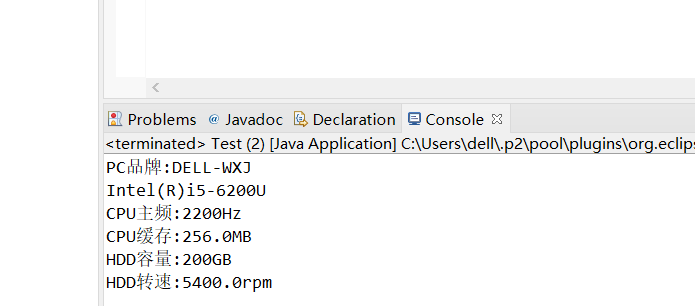 Problems @ Javadoc Declaration Console
<terminated> Test (2) [Java Application] C:\Users\dell\.p2\pool\plugins\org.eclips
PC品牌:DELL-WXJ
Intel(R)i5-6200U
CPU主频:2200Hz
CPU缓存:256.0MB
HDD容量:200GB
HDD转速:5400.0rpm